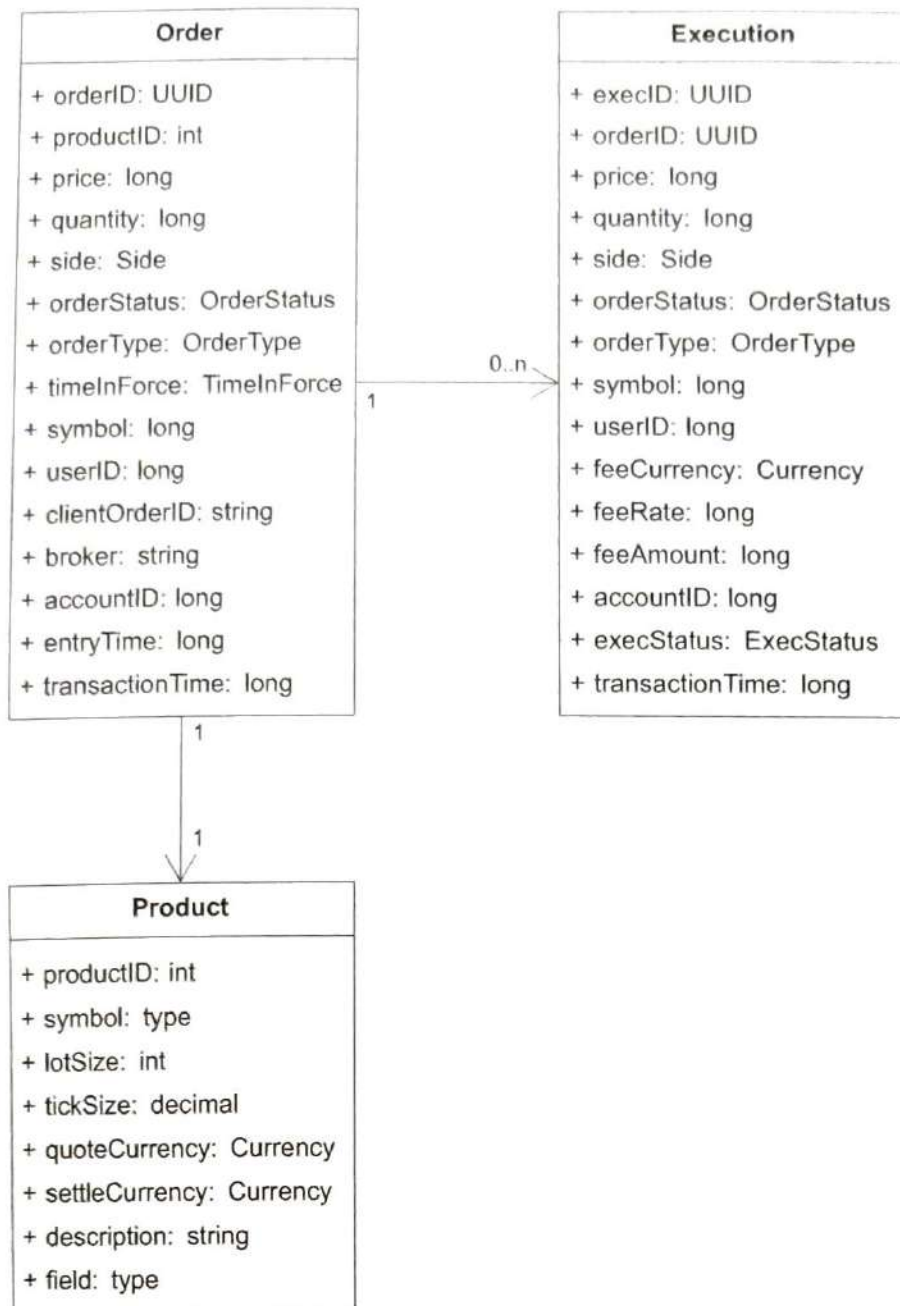 Order
+ orderID: UUID
+ productID: int
+ price: long
+ quantity: long
+ side: Side
+ orderStatus: OrderStatus
+ orderType: OrderType
+ timeInForce: TimeInForce
+ symbol: long
+ userID: long
+ clientOrderID: string
+ broker: string
+ accountID: long
+ entryTime: long
+ transactionTime: long
1
0..n
Execution
+ execID: UUID
+ orderID: UUID
+ price: long
+ quantity: long
+ side: Side
+ orderStatus: OrderStatus
+ orderType: OrderType
+ symbol: long
+ userID: long
+ feeCurrency: Currency
+ feeRate: long
+ feeAmount: long
+ accountID: long
+ execStatus: ExecStatus
+ transactionTime: long
1
1
Product
+ productID: int
+ symbol: type
+ lotSize: int
+ tickSize: decimal
+ quoteCurrency: Currency
+ settleCurrency: Currency
+ description: string
+ field: type